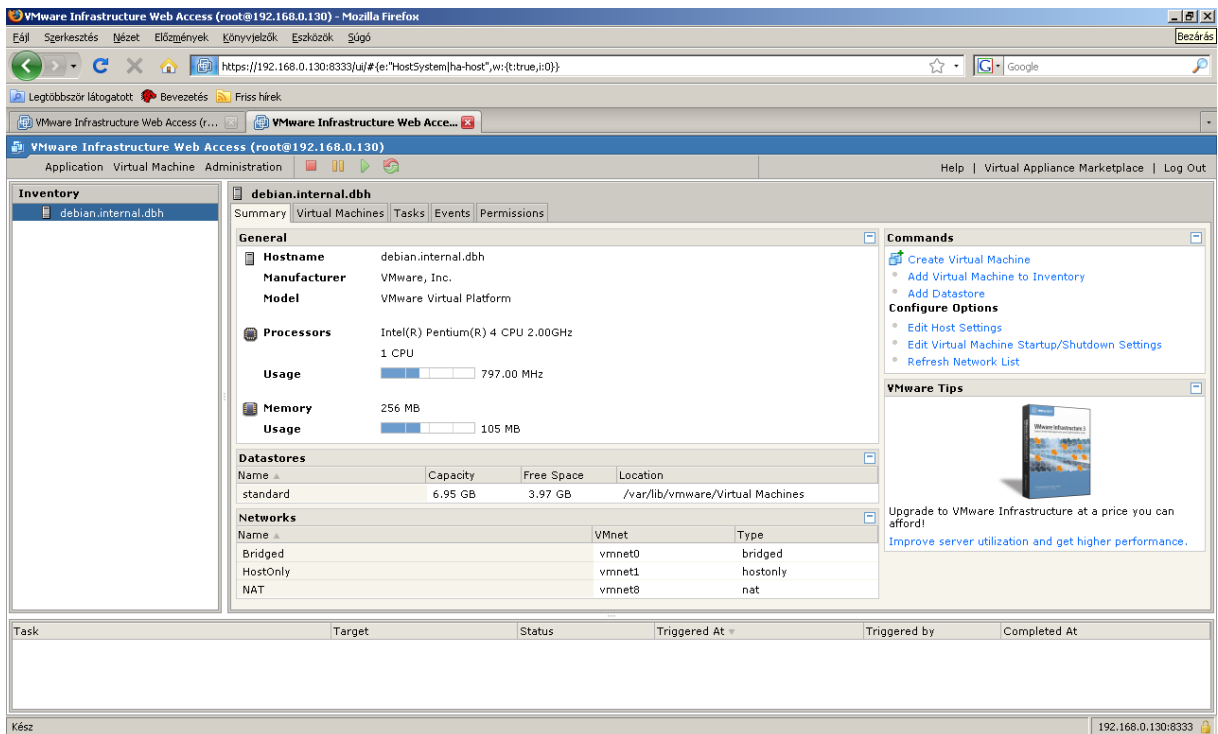 VMware Infrastructure Web Access (root@192.168.0.130) - Mozilla Firefox
Fájl Szerkesztés Nézet Előzmények Könyvjelzők Eszközök Súgó
Bezárás
https://192.168.0.130:8333/ui/#{e:"HostSystem|ha-host",w:{t:true,i:0}}
G Google
Legtöbbször látogatott Bevezetés Friss hírek
VMware Infrastructure Web Access (r... VMware Infrastructure Web Acce...
VMware Infrastructure Web Access (root@192.168.0.130)
Application Virtual Machine Administration
Help | Virtual Appliance Marketplace | Log Out
Inventory
debian.internal.dbh
debian.internal.dbh
Summary Virtual Machines Tasks Events Permissions
General
Hostname debian.internal.dbh
Manufacturer VMware, Inc.
Model VMware Virtual Platform
Processors Intel(R) Pentium(R) 4 CPU 2.00GHz
1 CPU
Usage 797.00 MHz
Memory 256 MB
Usage 105 MB
Datastores
Name Capacity Free Space Location
standard 6.95 GB 3.97 GB /var/lib/vmware/Virtual Machines
Networks
Name VMnet Type
Bridged vmnet0 bridged
HostOnly vmnet1 hostonly
NAT vmnet8 nat
Commands
Create Virtual Machine
Add Virtual Machine to Inventory
Add Datastore
Configure Options
Edit Host Settings
Edit Virtual Machine Startup/Shutdown Settings
Refresh Network List
VMware Tips
VMware Infrastructure 3
Upgrade to VMware Infrastructure at a price you can
afford!
Improve server utilization and get higher performance.
Task Target Status Triggered At Triggered by Completed At
Kész
192.168.0.130:8333